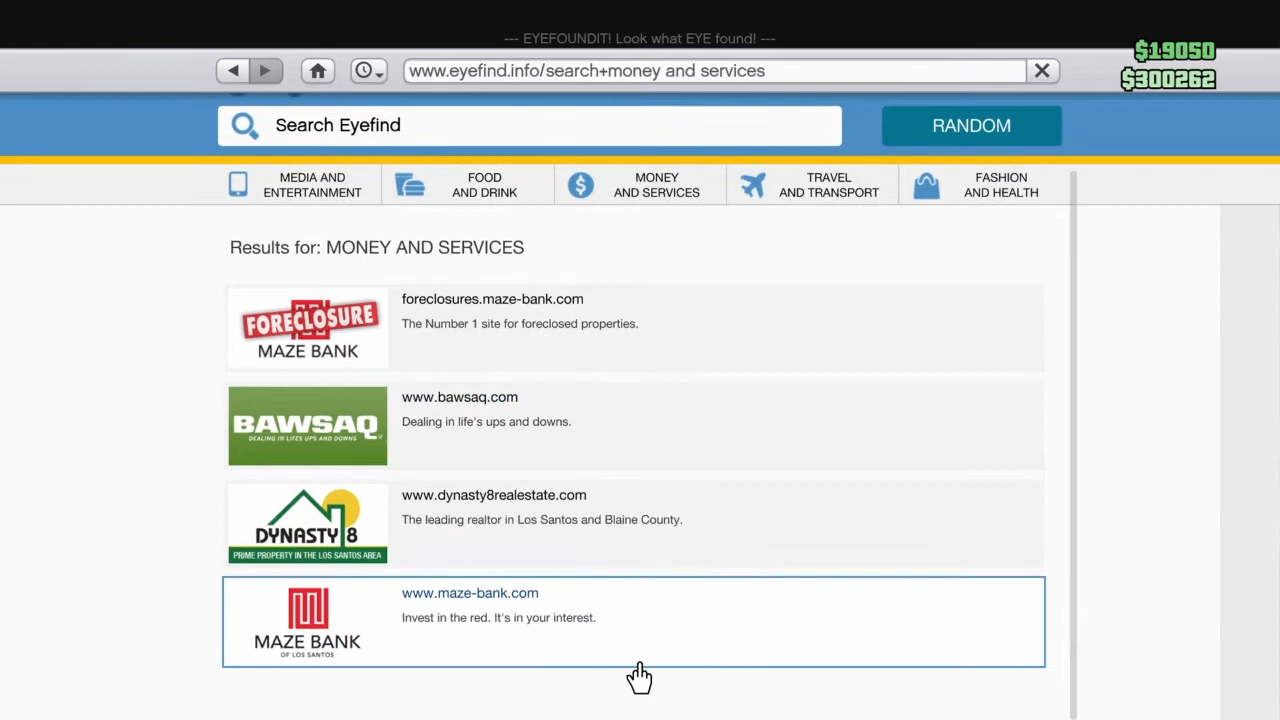 --- EYEFOUNDIT! Look what EYE found! ---
$19050
$300262
www.eyefind.info/search+money and services
Search Eyefind
RANDOM
MEDIA AND
ENTERTAINMENT
FOOD
AND DRINK
MONEY
AND SERVICES
TRAVEL
AND TRANSPORT
FASHION
AND HEALTH
Results for: MONEY AND SERVICES
FORECLOSURE
MAZE BANK
foreclosures.maze-bank.com
The Number 1 site for foreclosed properties.
BAWSAQ
DEALING IN LIFES UPS AND DOWNS
www.bawsaq.com
Dealing in life's ups and downs.
DYNASTY 8
PRIME PROPERTY IN THE LOS SANTOS AREA
www.dynasty8realestate.com
The leading realtor in Los Santos and Blaine County.
MAZE BANK
OF LOS SANTOS
www.maze-bank.com
Invest in the red. It's in your interest.